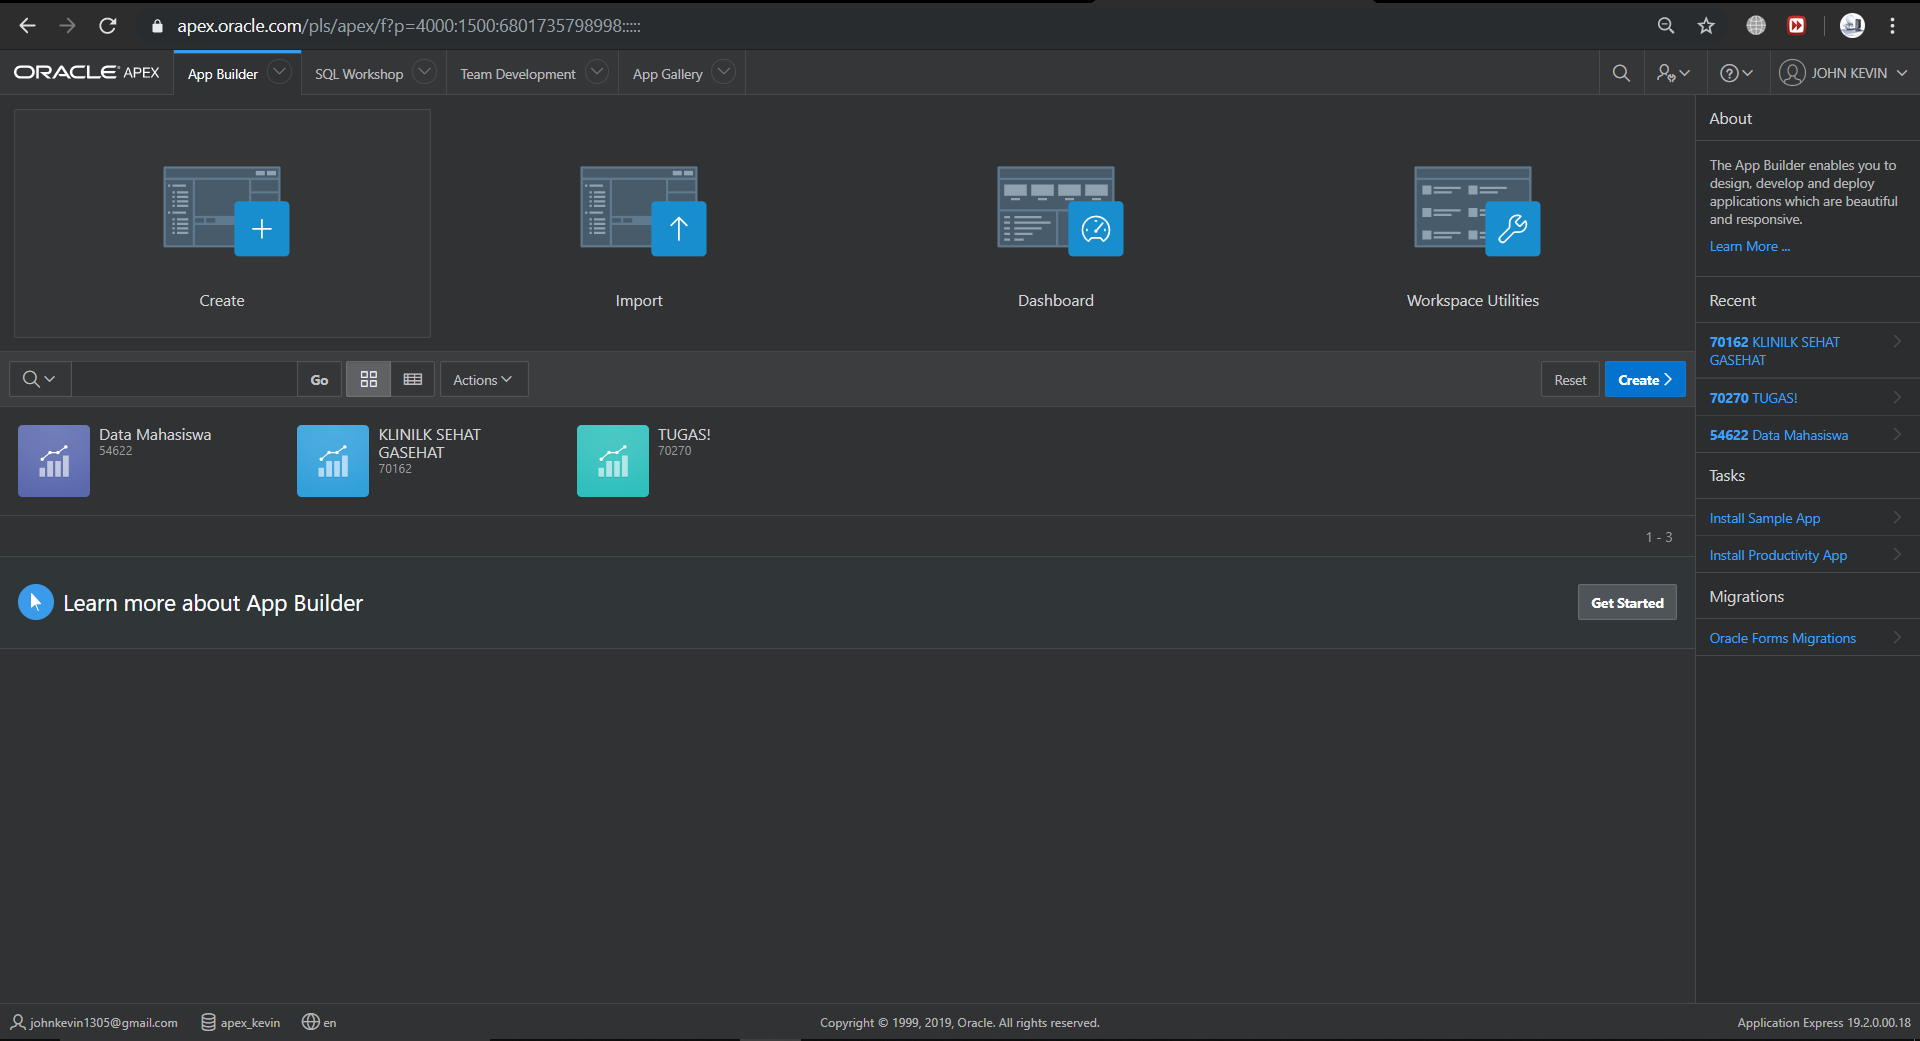 apex.oracle.com/pls/apex/f?p=4000:1500:6801735798998:::::
ORACLE APEX
App Builder
SQL Workshop
Team Development
App Gallery
JOHN KEVIN
Create
Import
Dashboard
Workspace Utilities
Go
Actions
Reset
Create
Data Mahasiswa
54622
KLINILK SEHAT
GASEHAT
70162
TUGAS!
70270
1 - 3
Learn more about App Builder
Get Started
About
The App Builder enables you to
design, develop and deploy
applications which are beautiful
and responsive.
Learn More ...
Recent
70162 KLINILK SEHAT
GASEHAT
70270 TUGAS!
54622 Data Mahasiswa
Tasks
Install Sample App
Install Productivity App
Migrations
Oracle Forms Migrations
johnkevin1305@gmail.com
apex_kevin
en
Copyright © 1999, 2019, Oracle. All rights reserved.
Application Express 19.2.0.00.18